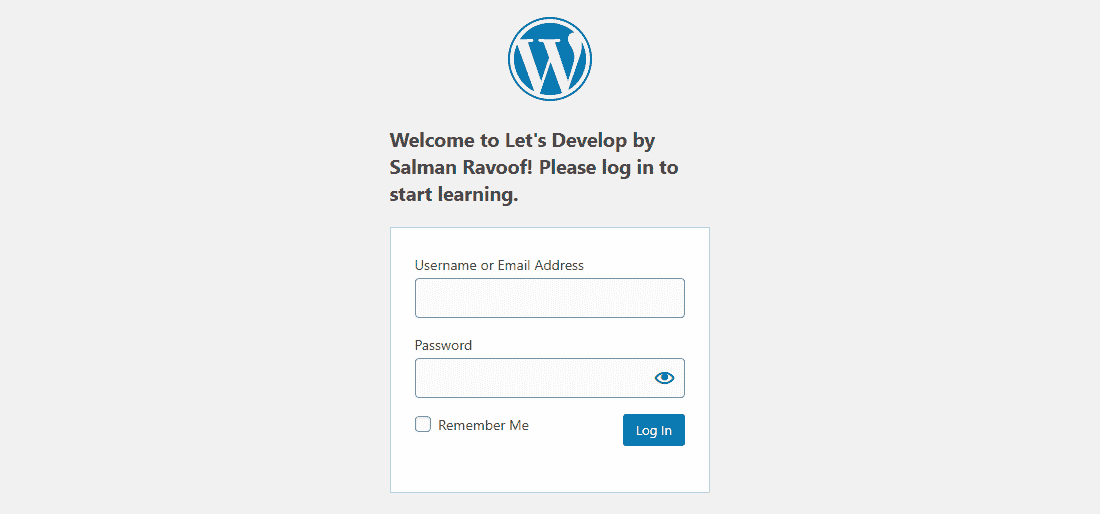 Welcome to Let's Develop by
Salman Ravoof! Please log in to
start learning.
Username or Email Address
Password
Remember Me
Log In